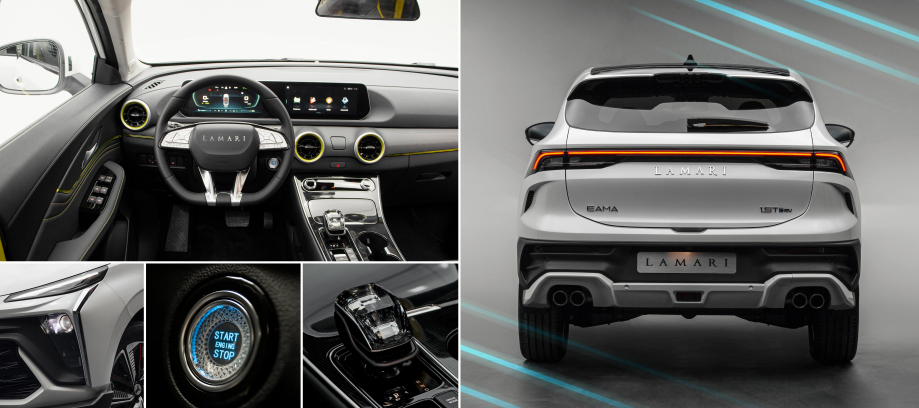 LAMARI
START
ENGINE
STOP
LAMARI
EAMA
LAMARI